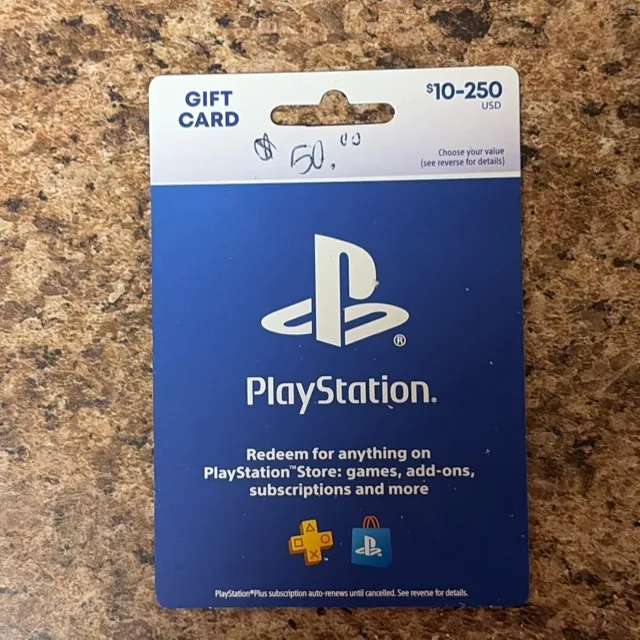 GIFT
CARD
$10-250
USD
$ 50.00
Choose your value
(see reverse for details)
PlayStation.
Redeem for anything on
PlayStation™Store: games, add-ons,
subscriptions and more
PlayStation®Plus subscription auto-renews until cancelled. See reverse for details.